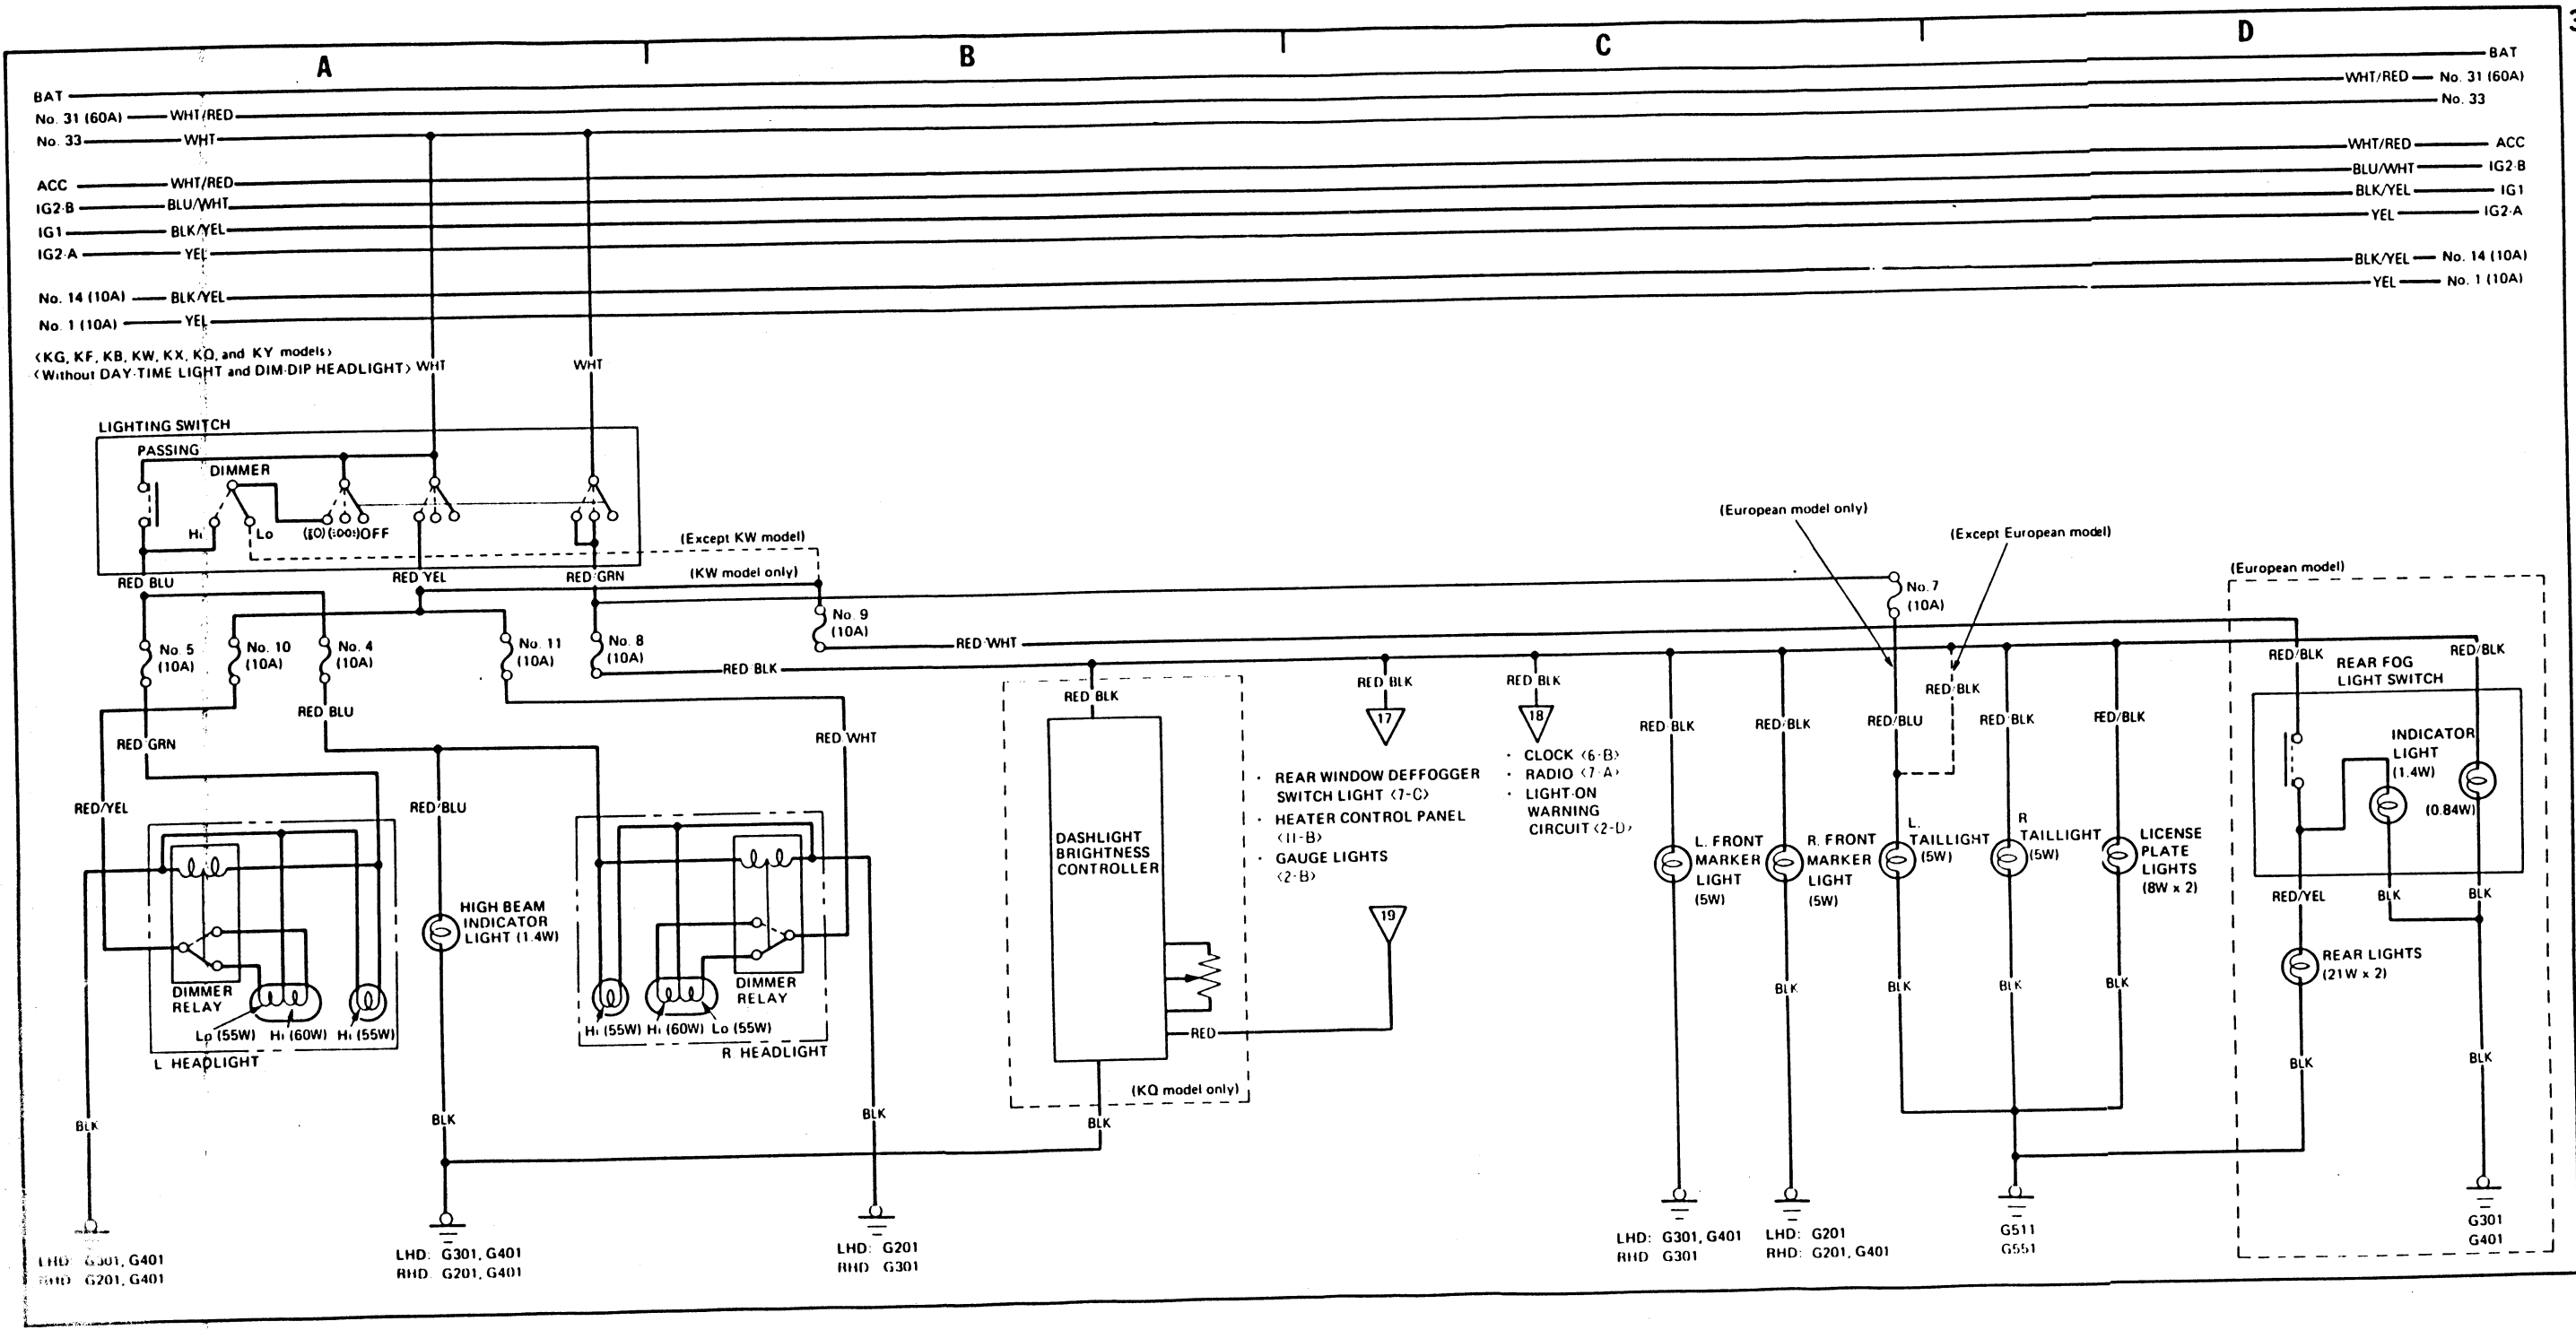 A
B
C
D
3
BAT
No. 31 (60A) WHT/RED
No. 33 WHT
ACC WHT/RED
IG2-B BLU/WHT
IG1 BLK/YEL
IG2-A YEL
No. 14 (10A) BLK/YEL
No. 1 (10A) YEL
BAT
WHT/RED No. 31 (60A)
No. 33
WHT/RED ACC
BLU/WHT IG2-B
BLK/YEL IG1
YEL IG2-A
BLK/YEL No. 14 (10A)
YEL No. 1 (10A)
<KG, KF, KB, KW, KX, KQ, and KY models>
<Without DAY-TIME LIGHT and DIM-DIP HEADLIGHT>
WHT
WHT
LIGHTING SWITCH
PASSING
DIMMER
Hi
Lo
OFF
RED BLU
RED YEL
RED GRN
(Except KW model)
(KW model only)
No. 5
(10A)
No. 10
(10A)
No. 4
(10A)
No. 11
(10A)
No. 8
(10A)
No. 9
(10A)
No. 7
(10A)
RED WHT
RED BLK
RED GRN
RED BLU
RED WHT
RED/YEL
RED BLU
DIMMER
RELAY
Lo (55W)
Hi (60W)
Hi (55W)
L HEADLIGHT
HIGH BEAM
INDICATOR
LIGHT (1.4W)
DIMMER
RELAY
Hi (55W)
Hi (60W)
Lo (55W)
R HEADLIGHT
BLK
BLK
BLK
LHD: G301, G401
RHD G201, G401
LHD: G301, G401
RHD. G201, G401
LHD: G201
RHD G301
RED BLK
DASHLIGHT
BRIGHTNESS
CONTROLLER
RED
(KQ model only)
BLK
RED BLK
17
· REAR WINDOW DEFFOGGER
SWITCH LIGHT <7-C>
· HEATER CONTROL PANEL
<11-B>
· GAUGE LIGHTS
<2-B>
19
RED BLK
18
· CLOCK <6-B>
· RADIO <7-A>
· LIGHT-ON
WARNING
CIRCUIT <2-D>
(European model only)
(Except European model)
RED BLK
RED BLK
RED/BLU
RED BLK
RED BLK
RED/BLK
L. FRONT
MARKER
LIGHT
(5W)
R. FRONT
MARKER
LIGHT
(5W)
L.
TAILLIGHT
(5W)
R
TAILLIGHT
(5W)
LICENSE
PLATE
LIGHTS
(8W x 2)
BLK
BLK
BLK
BLK
LHD: G301, G401
RHD G301
LHD: G201
RHD: G201, G401
G511
G551
(European model)
RED/BLK
RED/BLK
REAR FOG
LIGHT SWITCH
INDICATOR
LIGHT
(1.4W)
(0.84W)
RED/YEL
BLK
BLK
REAR LIGHTS
(21W x 2)
BLK
BLK
G301
G401